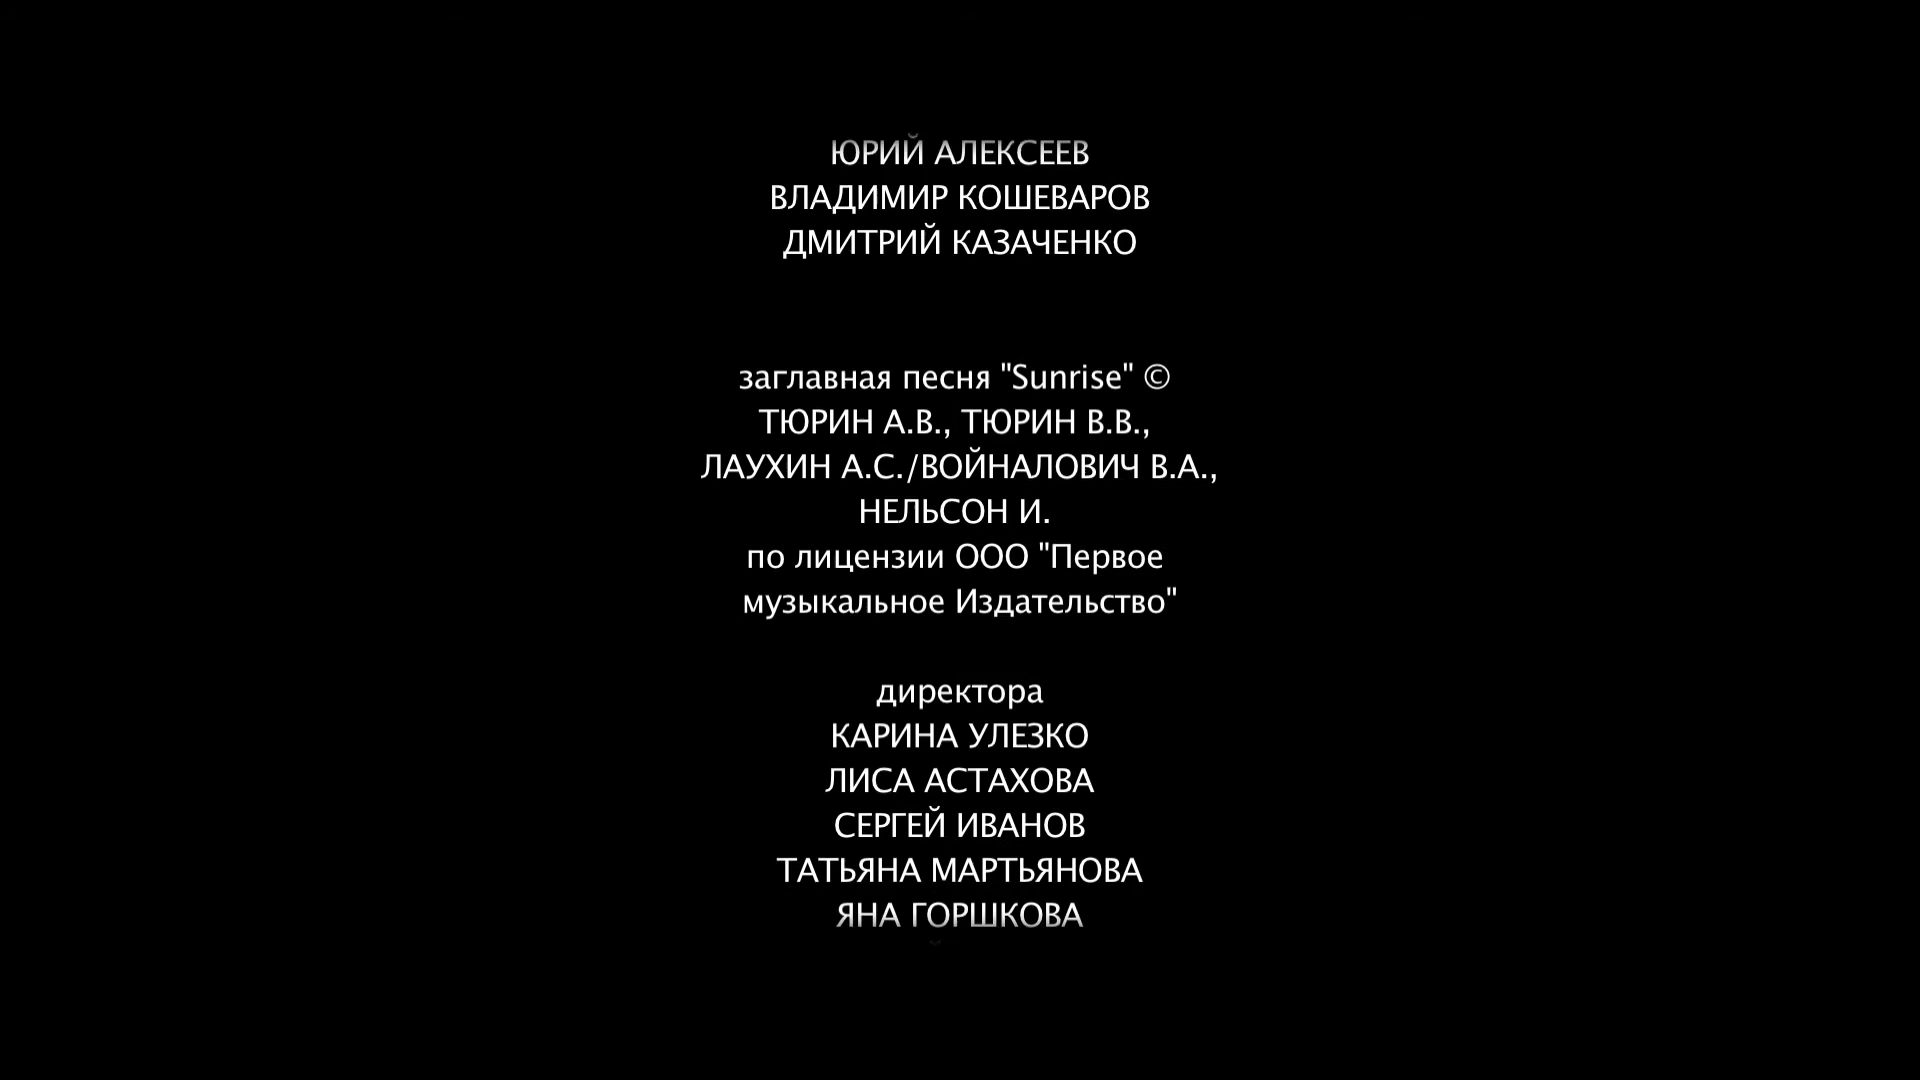 ЮРИЙ АЛЕКСЕЕВ
ВЛАДИМИР КОШЕВАРОВ
ДМИТРИЙ КАЗАЧЕНКО
заглавная песня "Sunrise" ©
ТЮРИН А.В., ТЮРИН В.В.,
ЛАУХИН А.С./ВОЙНАЛОВИЧ В.А.,
НЕЛЬСОН И.
по лицензии ООО "Первое
музыкальное Издательство"
директора
КАРИНА УЛЕЗКО
ЛИСА АСТАХОВА
СЕРГЕЙ ИВАНОВ
ТАТЬЯНА МАРТЬЯНОВА
ЯНА ГОРШКОВА